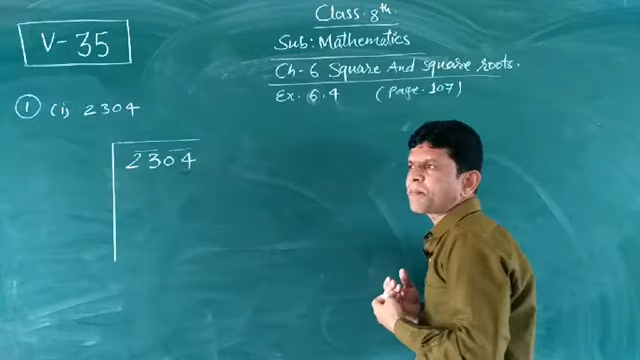 V-35
Class. 8th.
Sub: Mathematics
Ch-6 Square And square roots.
Ex. 6.4 (Page. 107)
① (i) 2304
2304